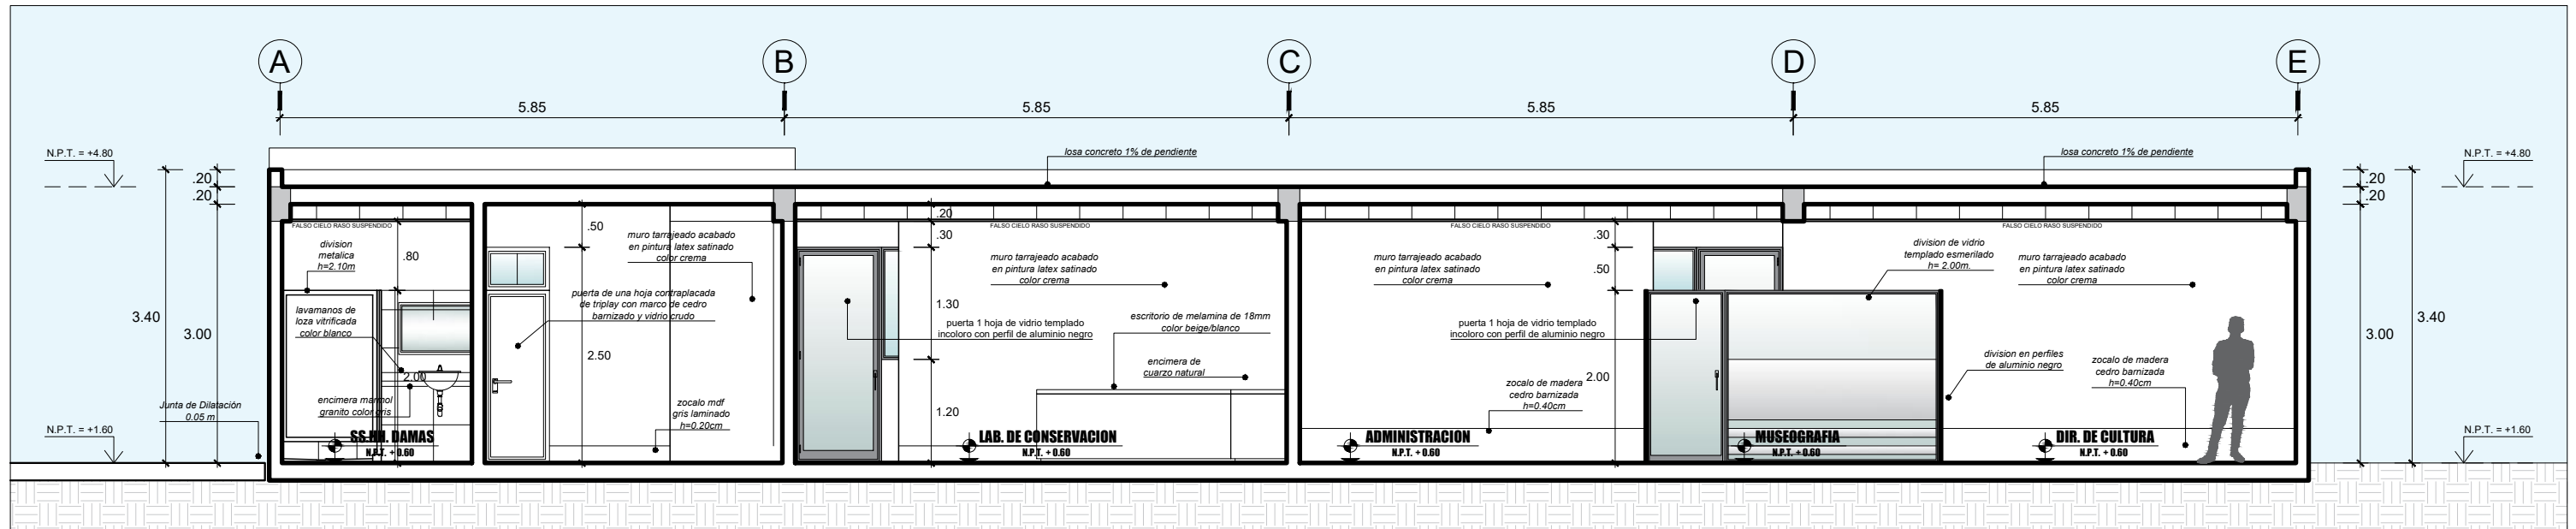 A
B
C
D
E
5.85
5.85
5.85
5.85
N.P.T. = +4.80
losa concreto 1% de pendiente
losa concreto 1% de pendiente
N.P.T. = +4.80
.20
.20
3.40
3.00
FALSO CIELO RASO SUSPENDIDO
division
metalica
h=2.10m
.80
lavamanos de
loza vitrificada
color blanco
2.00
encimera marmol
granito color gris
Junta de Dilatación
0.05 m
N.P.T. = +1.60
SS.HH. DAMAS
N.P.T. + 0.60
.50
muro tarrajeado acabado
en pintura latex satinado
color crema
puerta de una hoja contraplacada
de triplay con marco de cedro
barnizado y vidrio crudo
2.50
zocalo mdf
gris laminado
h=0.20cm
.20
.30
FALSO CIELO RASO SUSPENDIDO
muro tarrajeado acabado
en pintura latex satinado
color crema
1.30
puerta 1 hoja de vidrio templado
incoloro con perfil de aluminio negro
escritorio de melamina de 18mm
color beige/blanco
encimera de
cuarzo natural
1.20
LAB. DE CONSERVACION
N.P.T. + 0.60
FALSO CIELO RASO SUSPENDIDO
.30
.50
muro tarrajeado acabado
en pintura latex satinado
color crema
puerta 1 hoja de vidrio templado
incoloro con perfil de aluminio negro
2.00
zocalo de madera
cedro barnizada
h=0.40cm
ADMINISTRACION
N.P.T. + 0.60
division de vidrio
templado esmerilado
h= 2.00m.
MUSEOGRAFIA
N.P.T. + 0.60
FALSO CIELO RASO SUSPENDIDO
muro tarrajeado acabado
en pintura latex satinado
color crema
division en perfiles
de aluminio negro
zocalo de madera
cedro barnizada
h=0.40cm
DIR. DE CULTURA
N.P.T. + 0.60
.20
.20
3.00
3.40
N.P.T. = +1.60